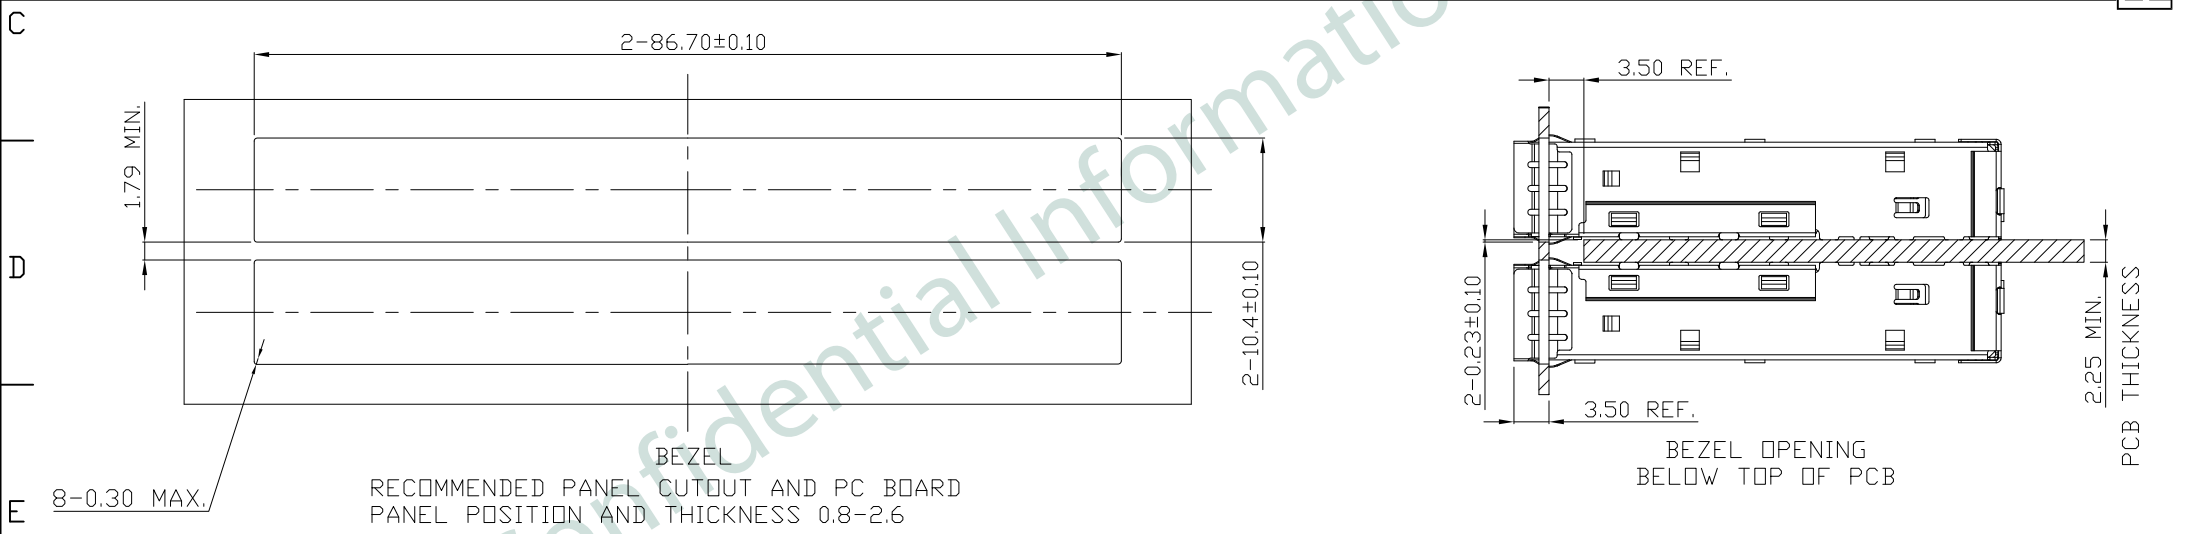 C
2-86.70±0.10
1.79 MIN.
D
2-10.4±0.10
8-0.30 MAX.
E
BEZEL
RECOMMENDED PANEL CUTOUT AND PC BOARD
PANEL POSITION AND THICKNESS 0.8-2.6
3.50 REF.
2-0.23±0.10
3.50 REF.
2.25 MIN.
PCB THICKNESS
BEZEL OPENING
BELOW TOP OF PCB
onfidential Informatio